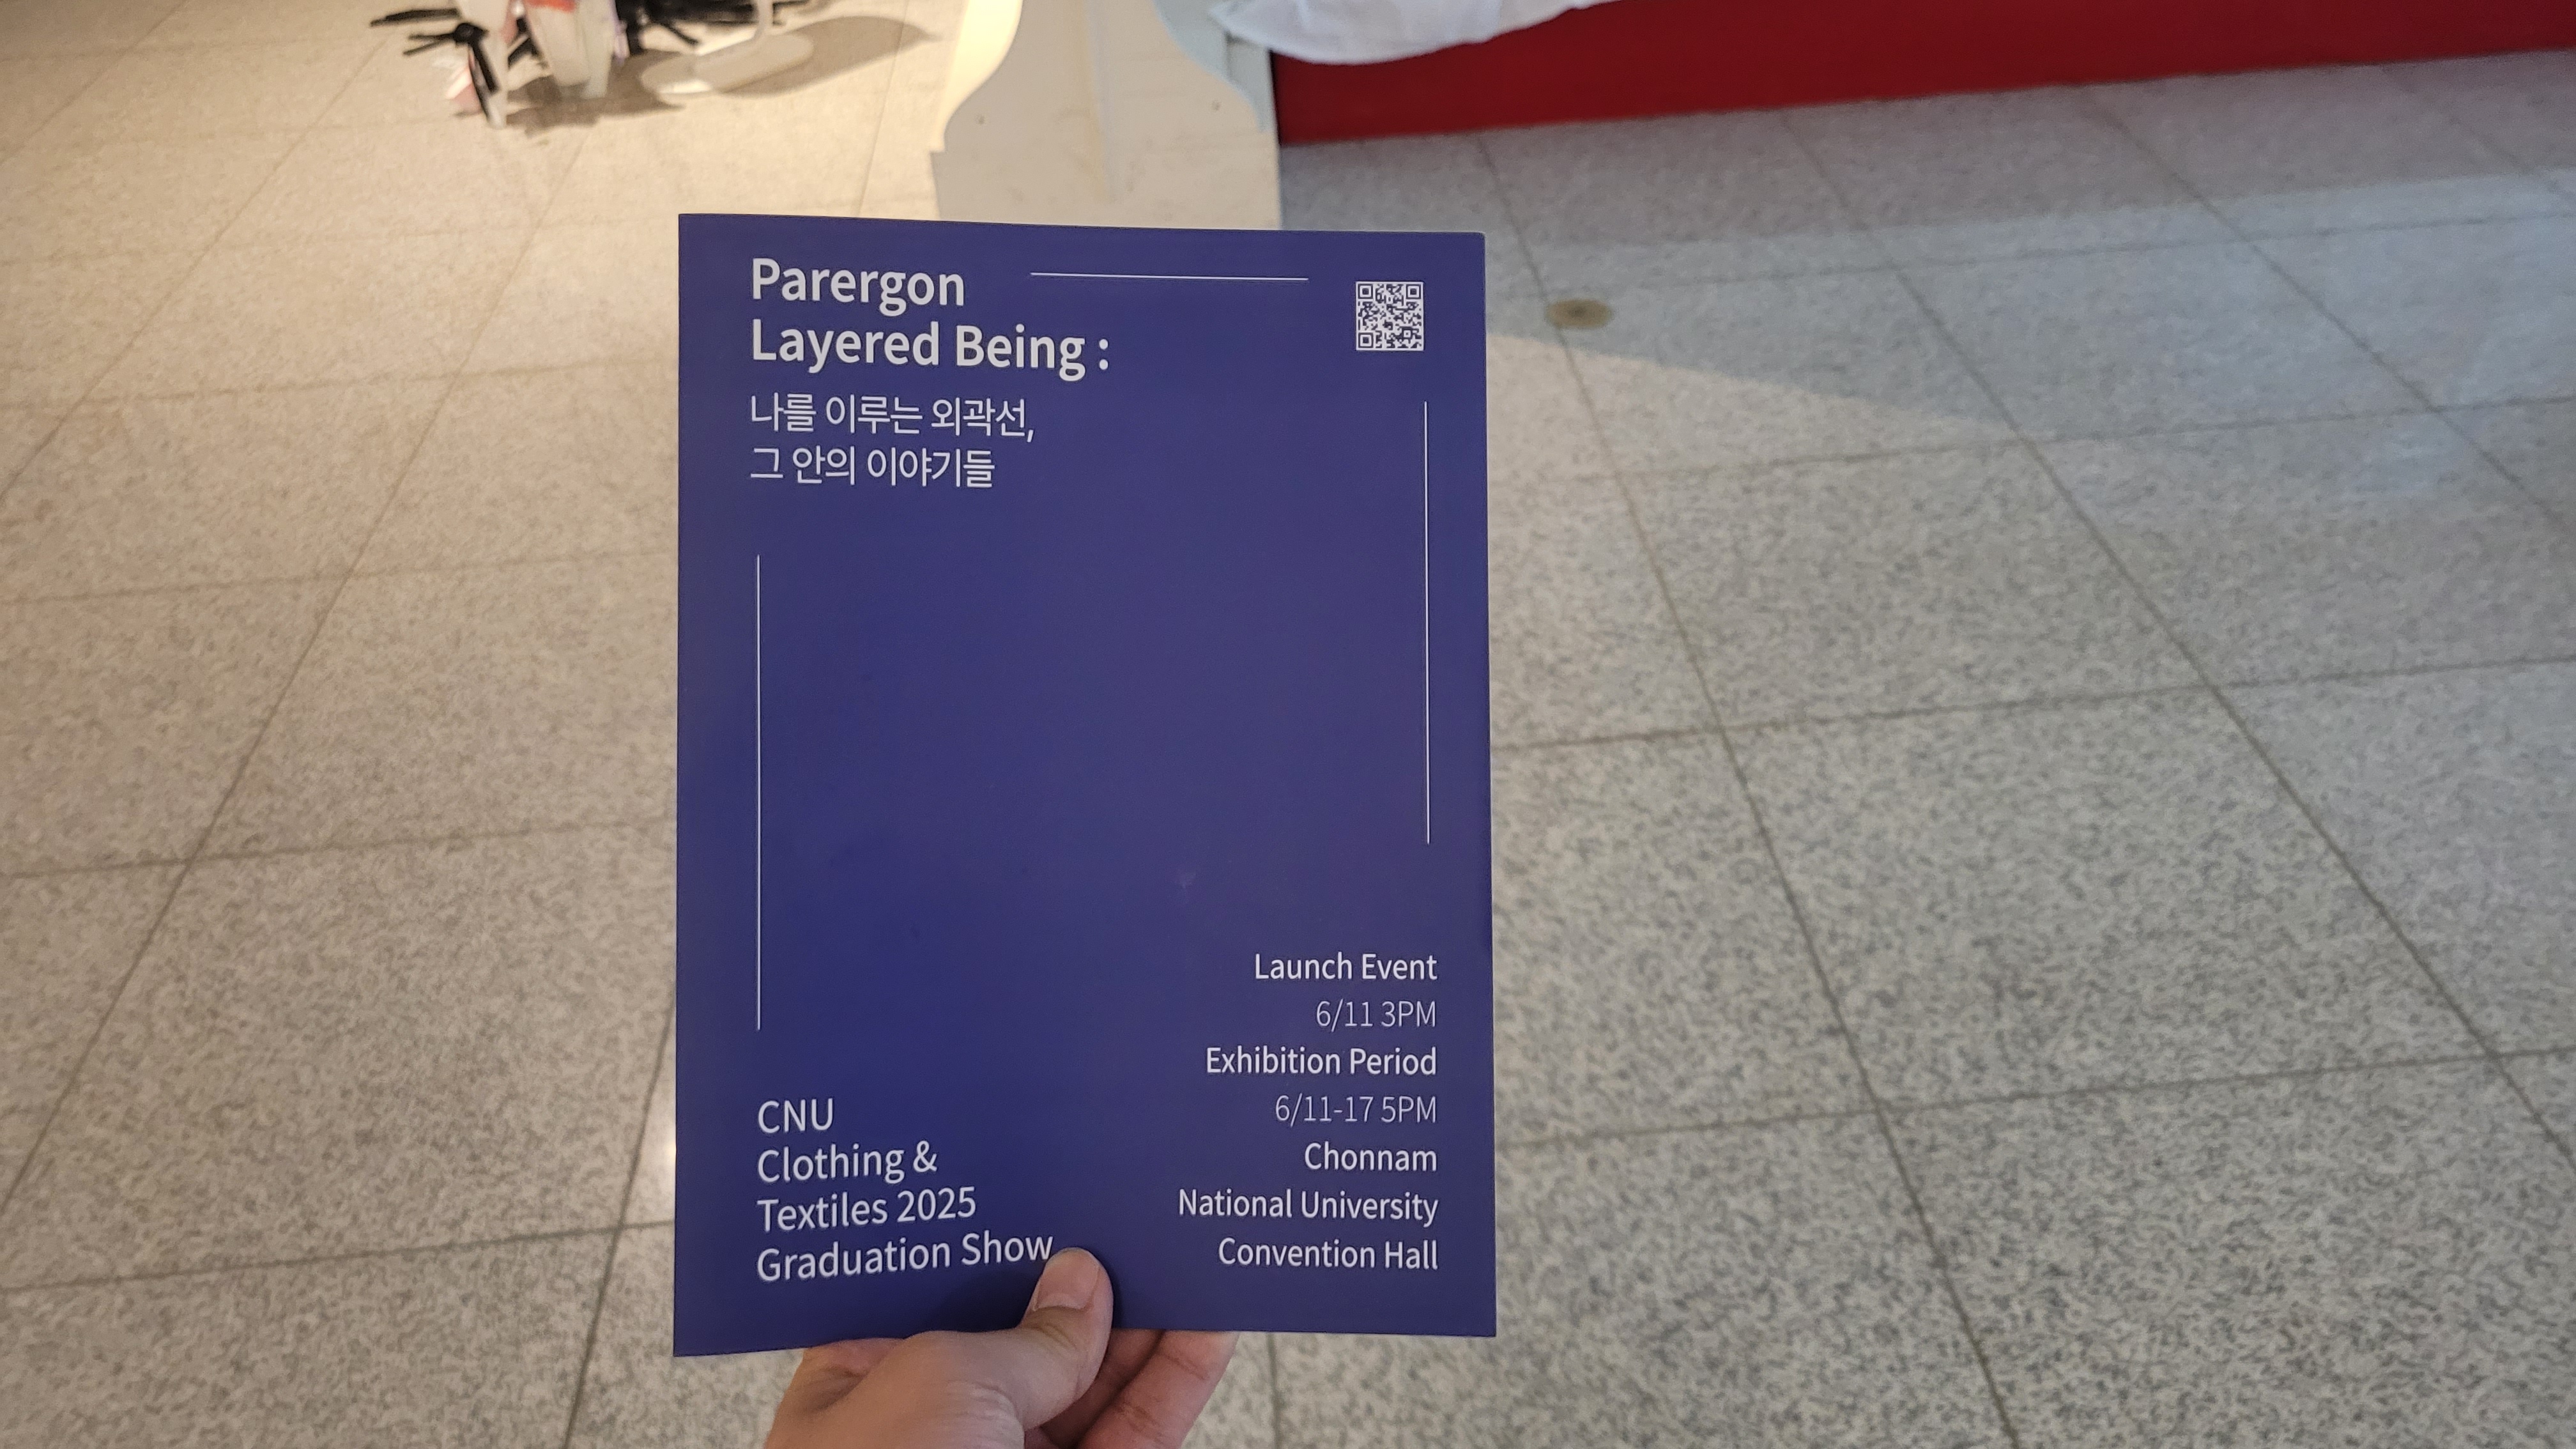 Parergon
Layered Being :
나를 이루는 외곽선,
그 안의 이야기들
Launch Event
6/11 3PM
Exhibition Period
6/11-17 5PM
Chonnam
National University
Convention Hall
CNU
Clothing &
Textiles 2025
Graduation Show